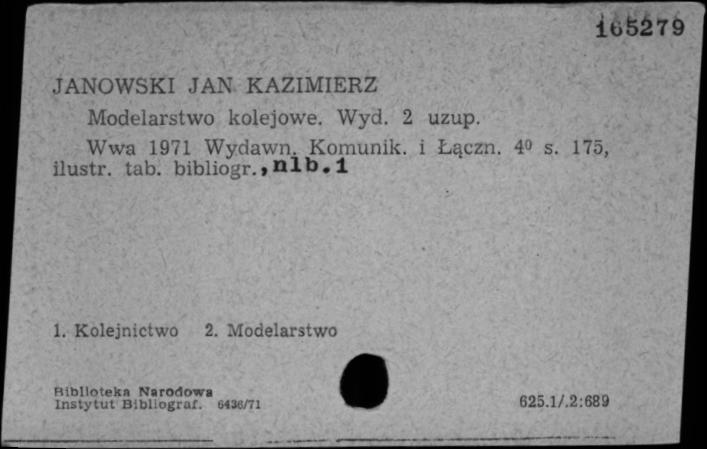 165279
JANOWSKI JAN KAZIMIERZ
Modelarstwo kolejowe. Wyd. 2 uzup.
Wwa 1971 Wydawn. Komunik. i Łączn. 4⁰ s. 175,
ilustr. tab. bibliogr., nlb. 1
1. Kolejnictwo 2. Modelarstwo
Biblioteka Narodowa
Instytut Bibliograf. 6436/71
625.1/.2:689